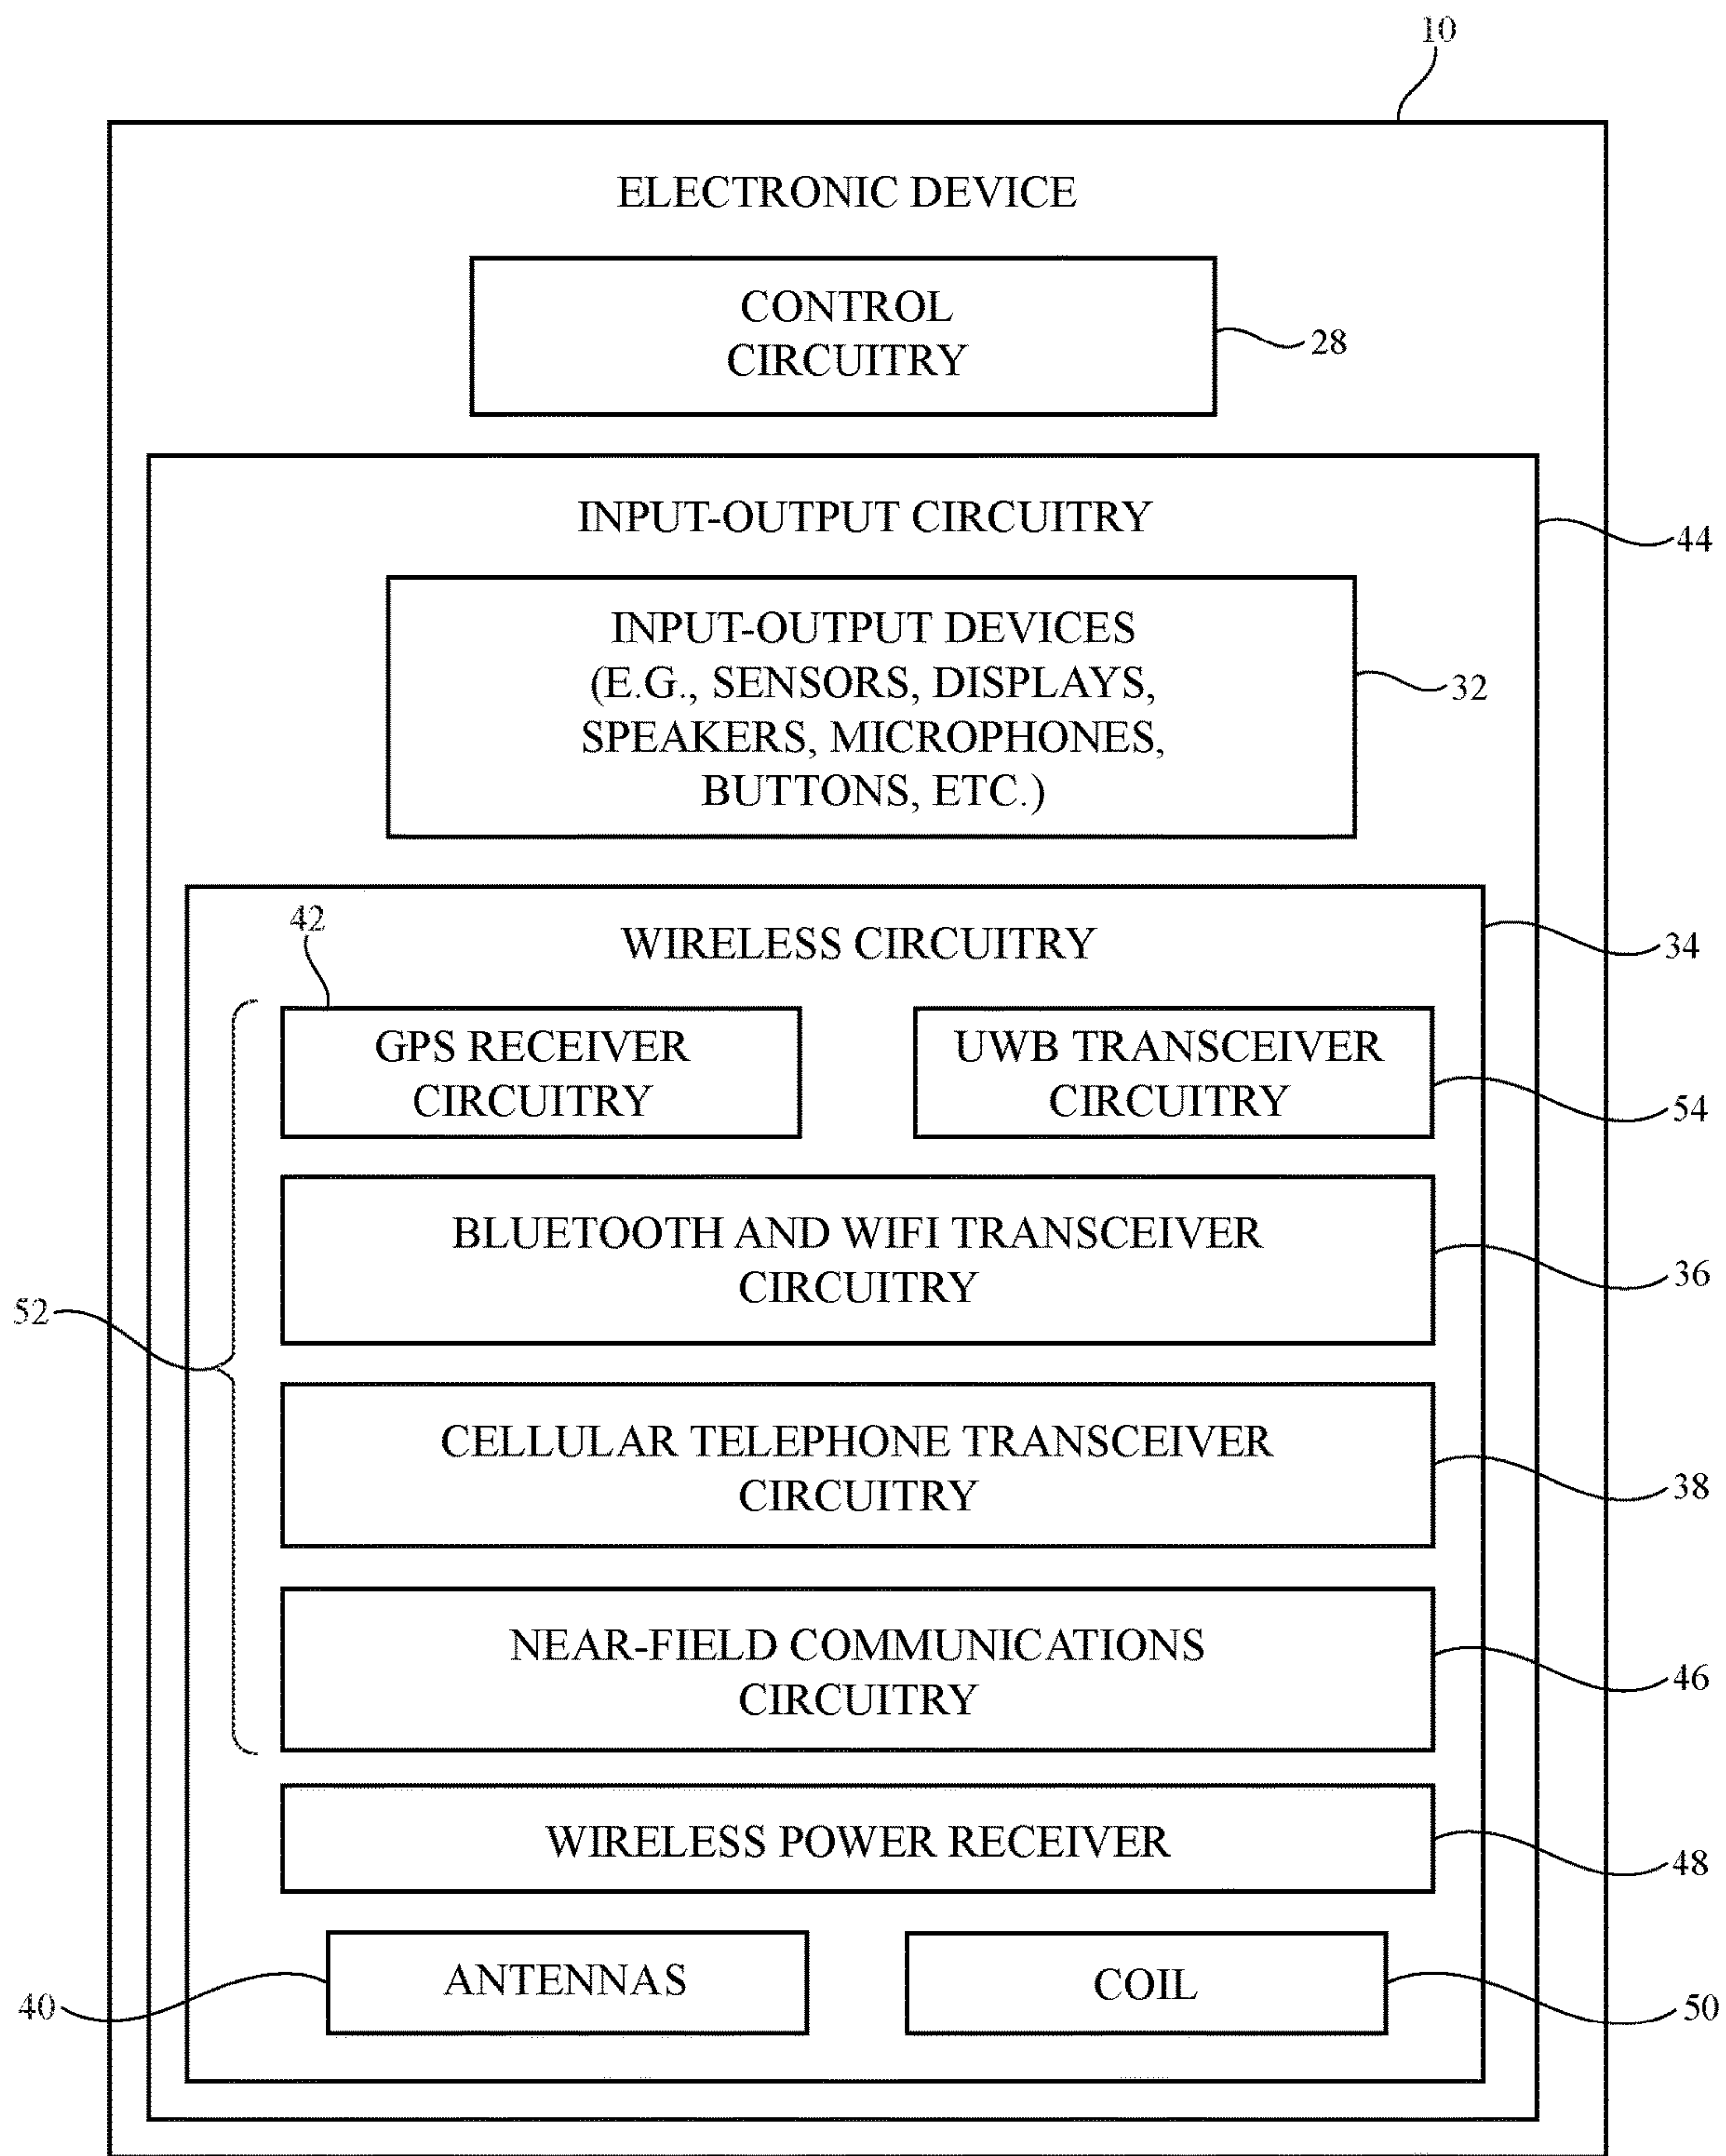 10
ELECTRONIC DEVICE
CONTROL
CIRCUITRY
28
INPUT-OUTPUT CIRCUITRY
44
INPUT-OUTPUT DEVICES
(E.G., SENSORS, DISPLAYS,
SPEAKERS, MICROPHONES,
BUTTONS, ETC.)
32
42
WIRELESS CIRCUITRY
34
GPS RECEIVER
CIRCUITRY
UWB TRANSCEIVER
CIRCUITRY
54
BLUETOOTH AND WIFI TRANSCEIVER
CIRCUITRY
36
52
CELLULAR TELEPHONE TRANSCEIVER
CIRCUITRY
38
NEAR-FIELD COMMUNICATIONS
CIRCUITRY
46
WIRELESS POWER RECEIVER
48
ANTENNAS
40
COIL
50